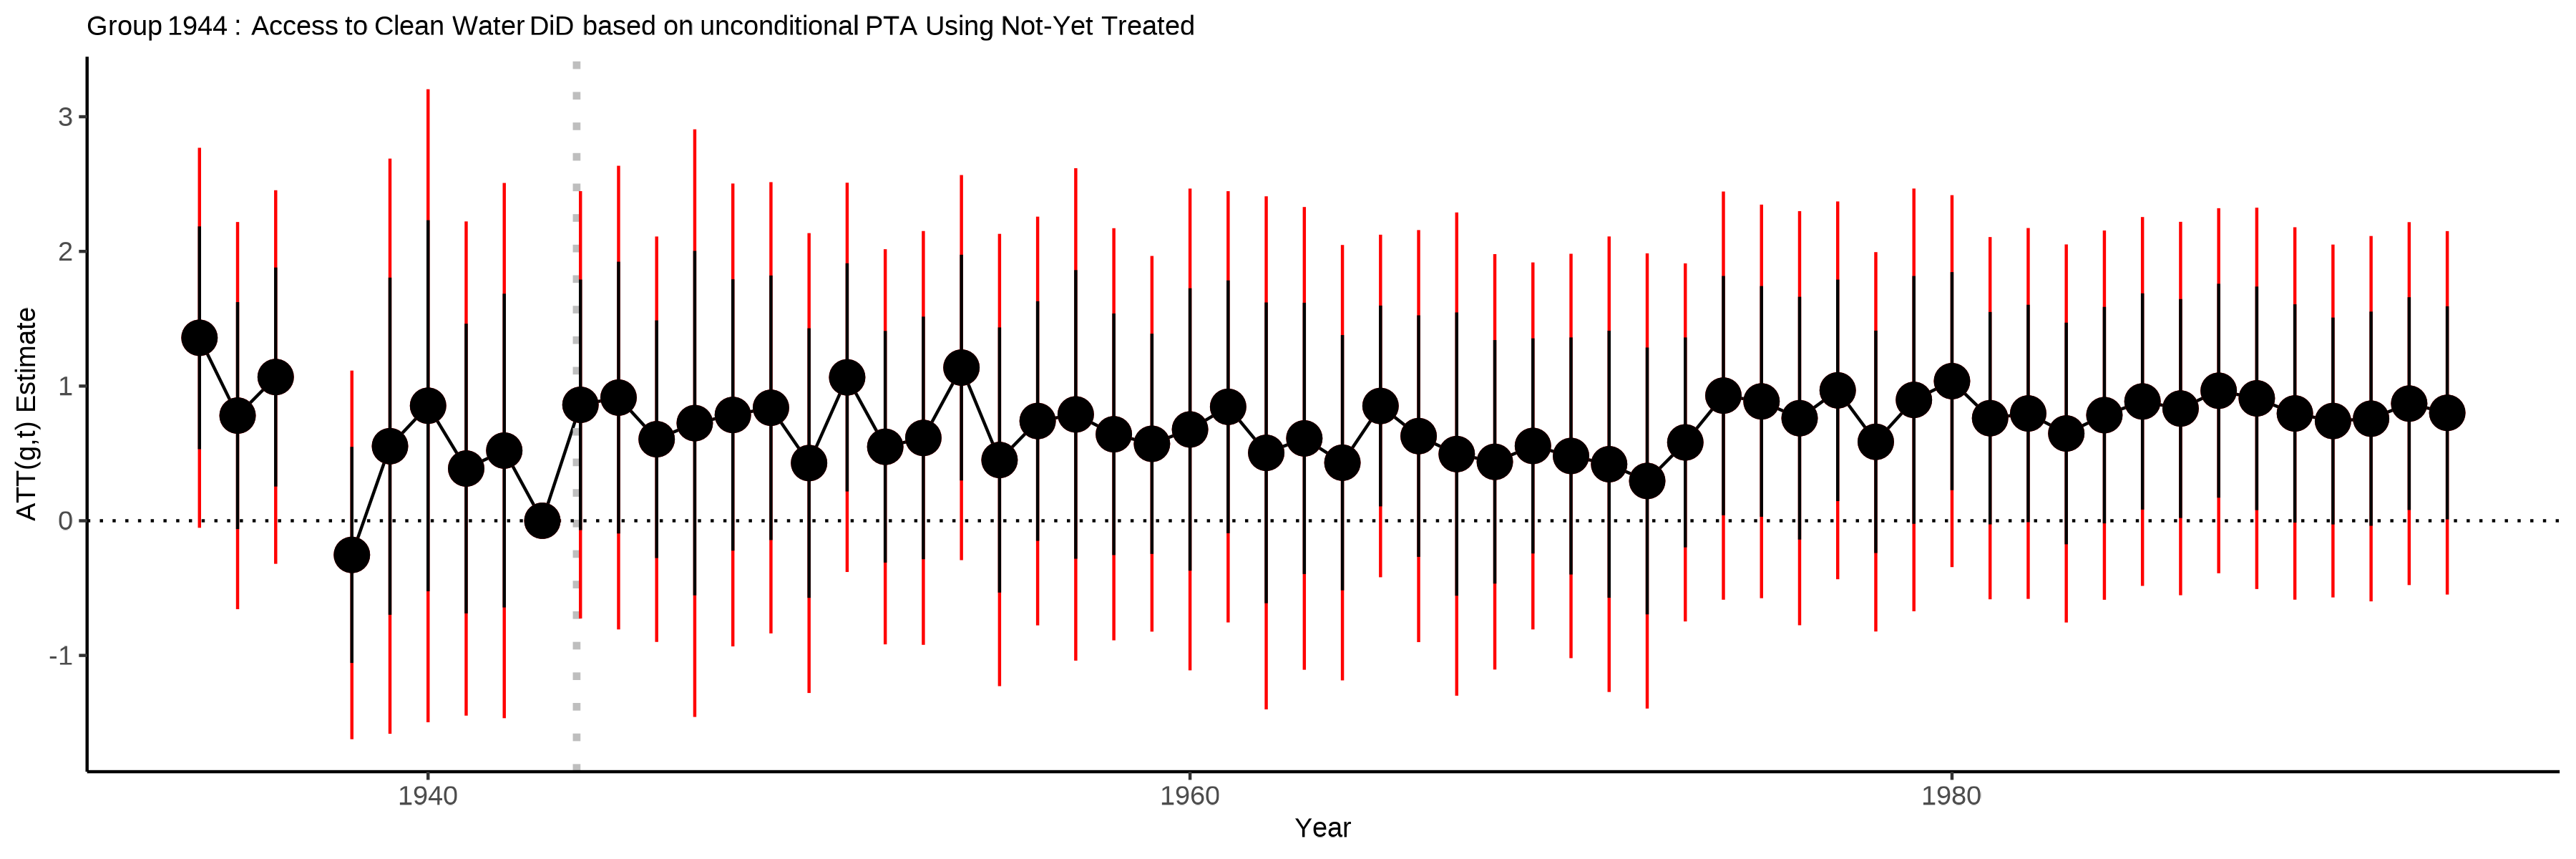 Group 1944 : Access to Clean Water DiD based on unconditional PTA Using Not-Yet Treated
ATT(g,t) Estimate
3
2
1
0
-1
1940 1960 1980
Year